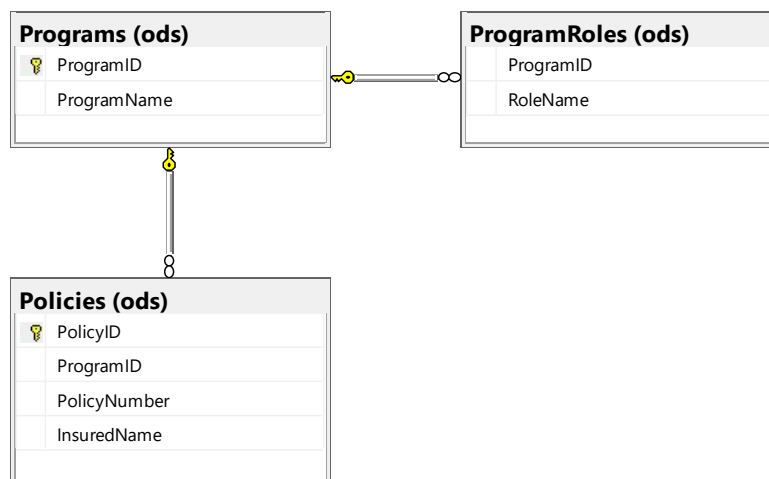 Programs (ods)
ProgramID
ProgramName
ProgramRoles (ods)
ProgramID
RoleName
Policies (ods)
PolicyID
ProgramID
PolicyNumber
InsuredName